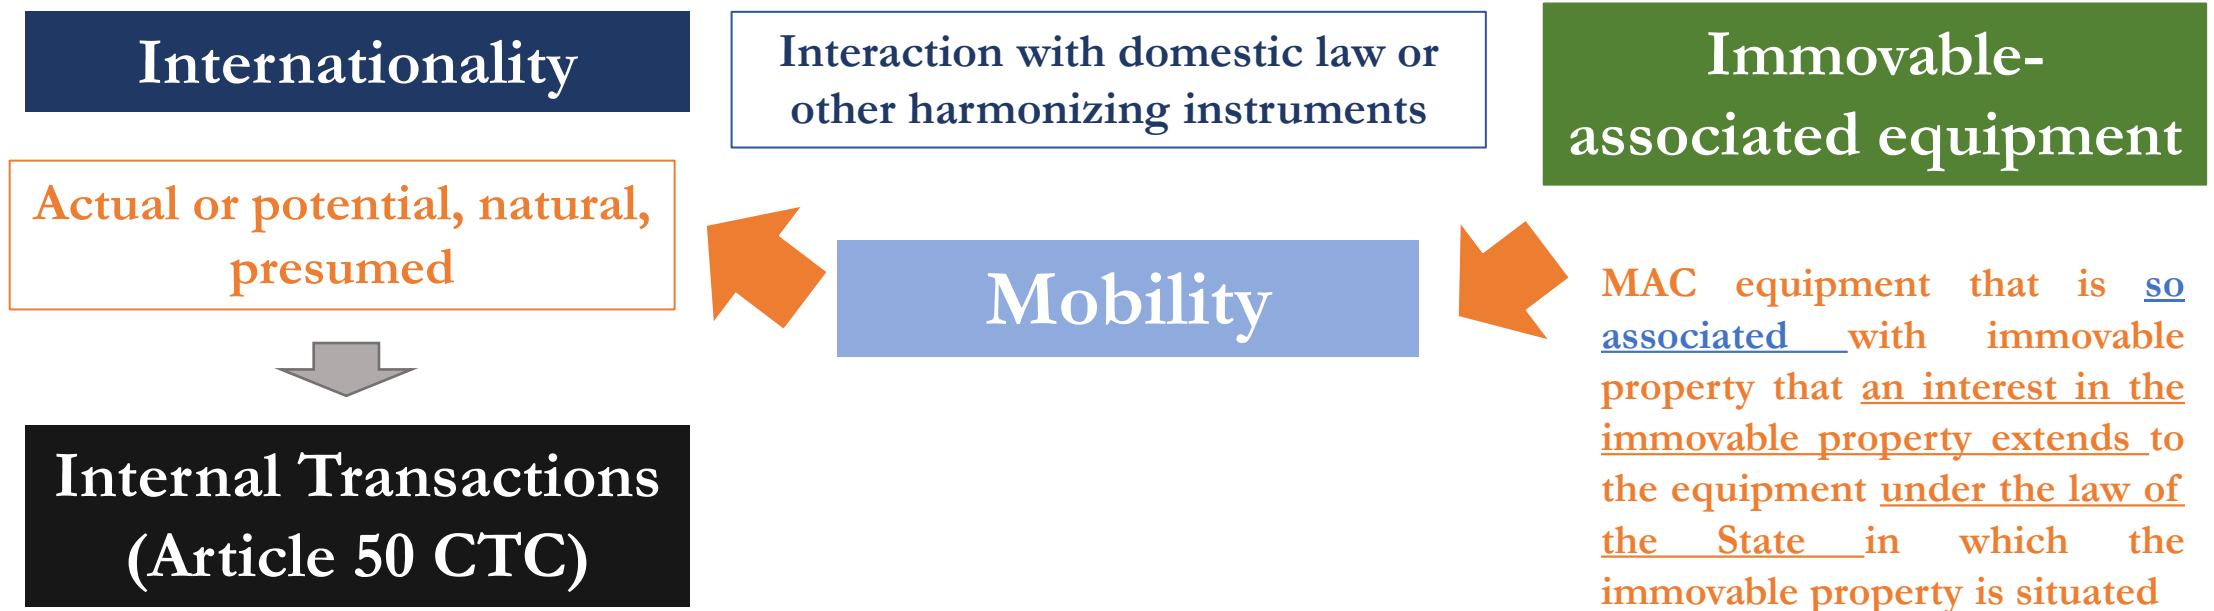 Internationality
Actual or potential, natural,
presumed
Internal Transactions
(Article 50 CTC)
Interaction with domestic law or
other harmonizing instruments
Mobility
Immovable-
associated equipment
MAC equipment that is so
associated with immovable
property that an interest in the
immovable property extends to
the equipment under the law of
the State in which the
immovable property is situated